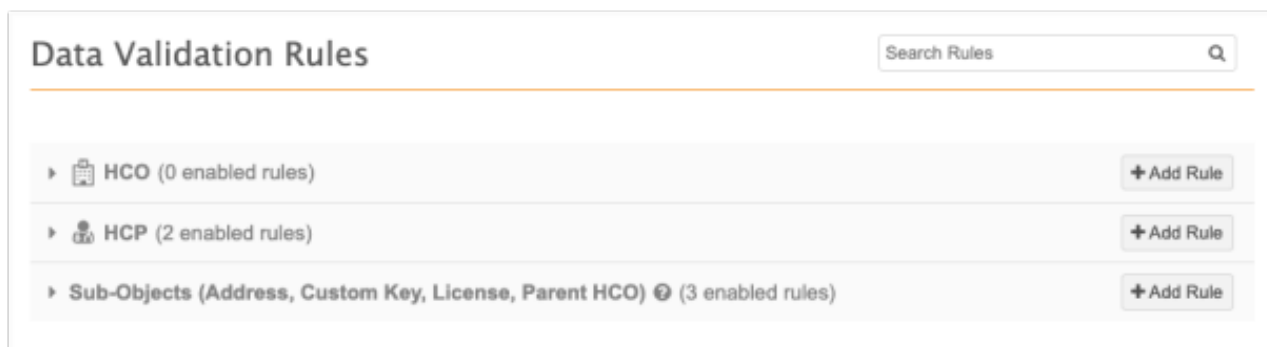 Data Validation Rules
Search Rules
HCO (0 enabled rules)
+ Add Rule
HCP (2 enabled rules)
+ Add Rule
Sub-Objects (Address, Custom Key, License, Parent HCO) ? (3 enabled rules)
+ Add Rule